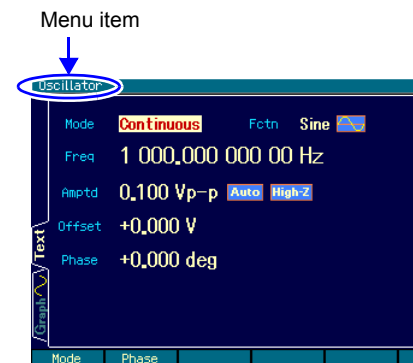 Menu item
Oscillator
Mode Continuous Fctn Sine
Freq 1 000.000 000 00 Hz
Amptd 0.100 Vp-p Auto High-Z
Offset +0.000 V
Phase +0.000 deg
Text
Graph
Mode Phase